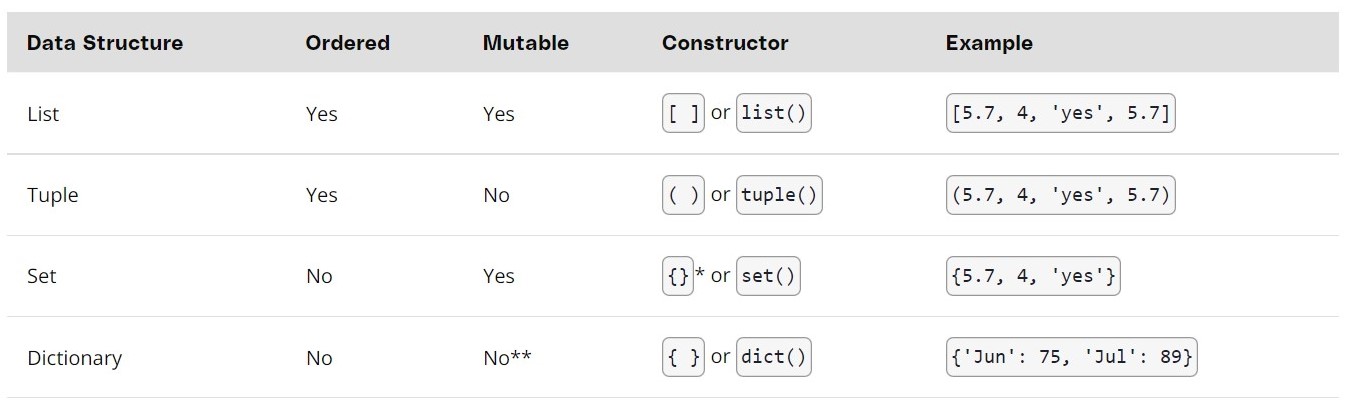 Data Structure Ordered Mutable Constructor Example
List Yes Yes [ ] or list() [5.7, 4, 'yes', 5.7]
Tuple Yes No ( ) or tuple() (5.7, 4, 'yes', 5.7)
Set No Yes {}* or set() {5.7, 4, 'yes'}
Dictionary No No** { } or dict() {'Jun': 75, 'Jul': 89}